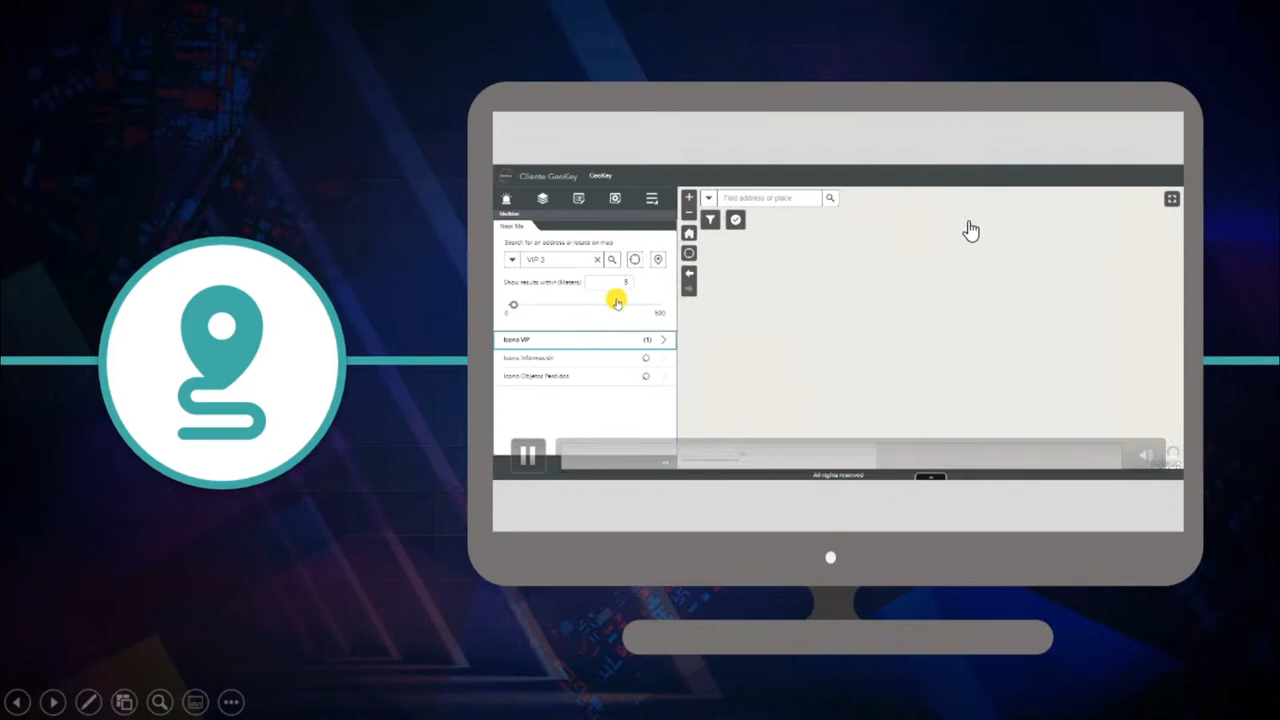 Cliente GeoKey GeoKey
Near Me
Search for an address or locate on map
Find address or place
VIP 3
Show results within (Meters) 5
0 500
Icono VIP (1)
Icono Información
Icono Objetos Perdidos
All rights reserved